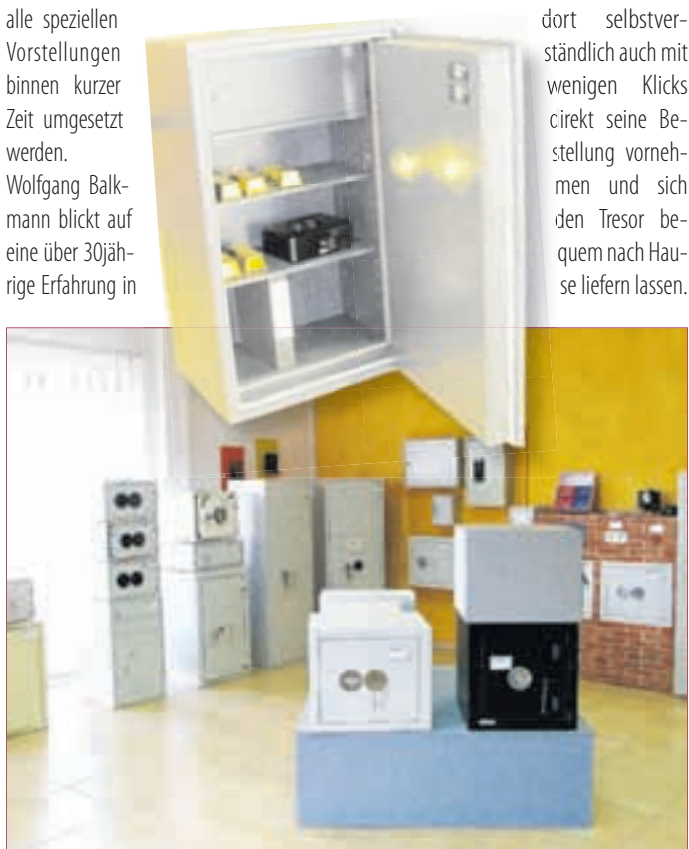 alle speziellen
Vorstellungen
binnen kurzer
Zeit umgesetzt
werden.
Wolfgang Balk-
mann blickt auf
eine über 30jäh-
rige Erfahrung in
dort selbstver-
ständlich auch mit
wenigen Klicks
direkt seine Be-
stellung vorneh-
men und sich
den Tresor be-
quem nach Hau-
se liefern lassen.